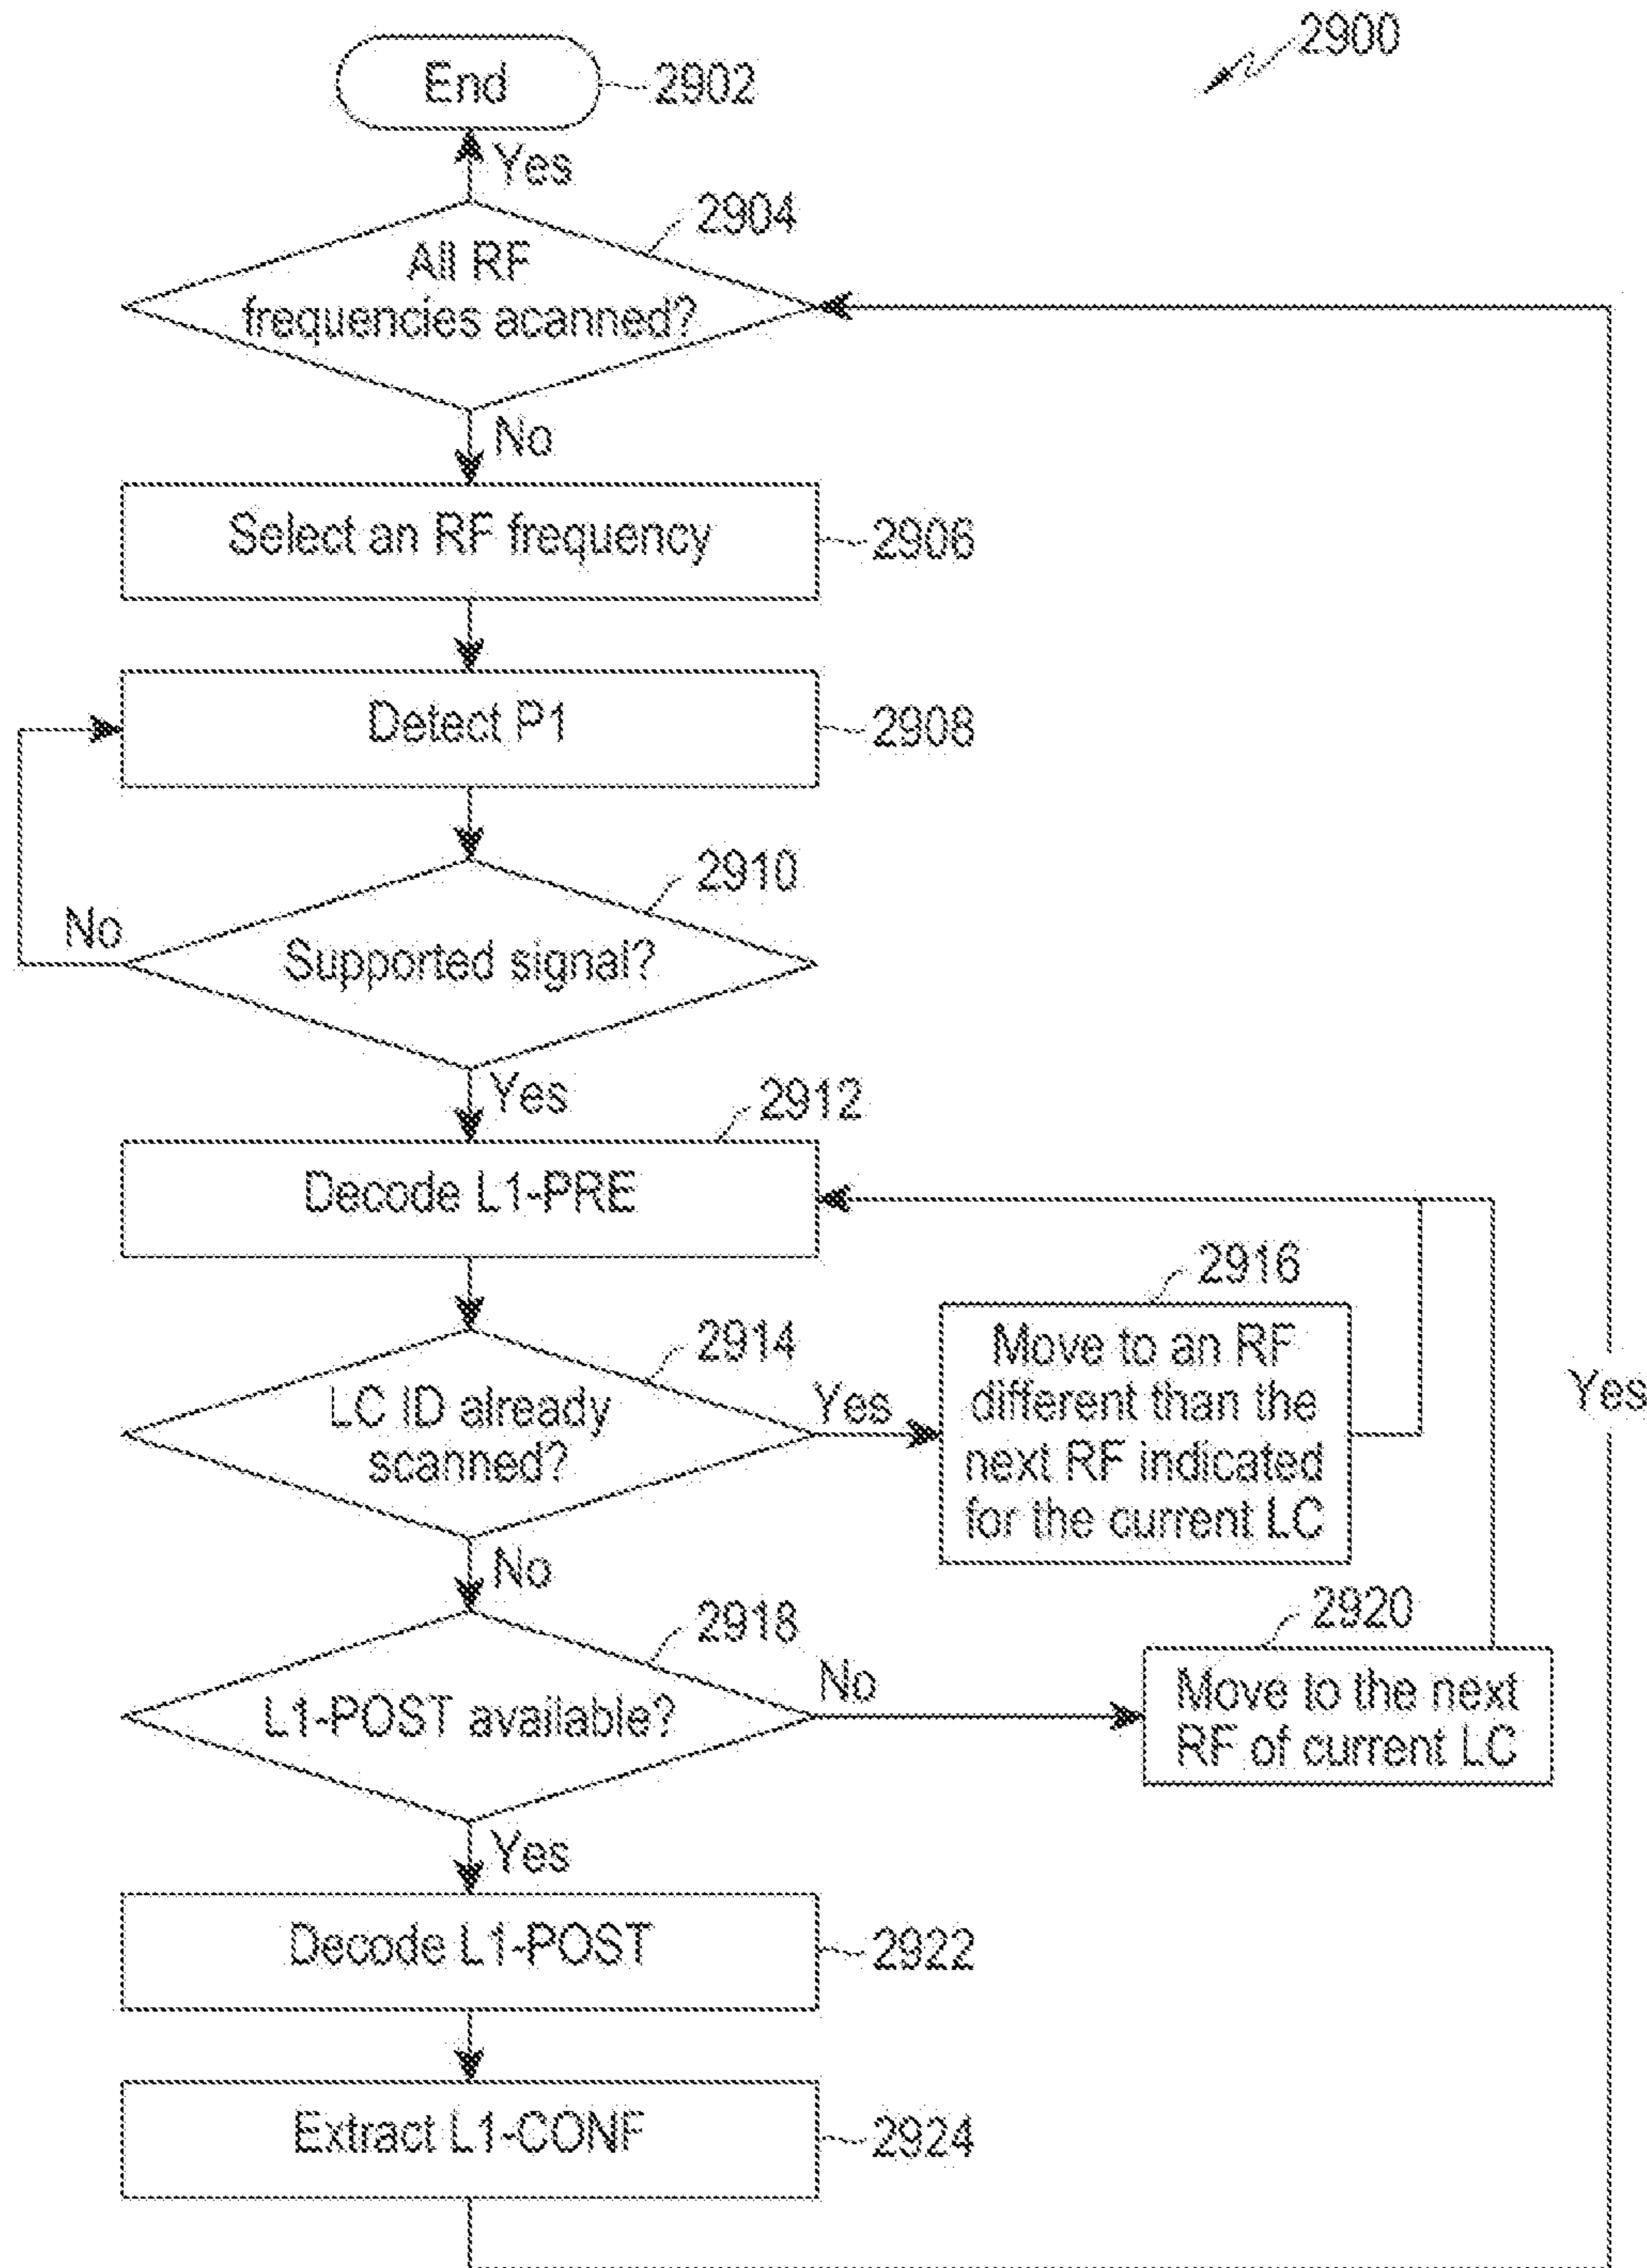 2900
End
2902
Yes
2904
All RF
frequencies acanned?
No
Select an RF frequency
2906
Detect P1
2908
2910
No
Supported signal?
Yes
2912
Decode L1-PRE
2916
2914
Move to an RF
different than the
next RF indicated
for the current LC
Yes
LC ID already
scanned?
Yes
No
2920
2918
No
L1-POST available?
Move to the next
RF of current LC
Yes
Decode L1-POST
2922
Extract L1-CONF
2924